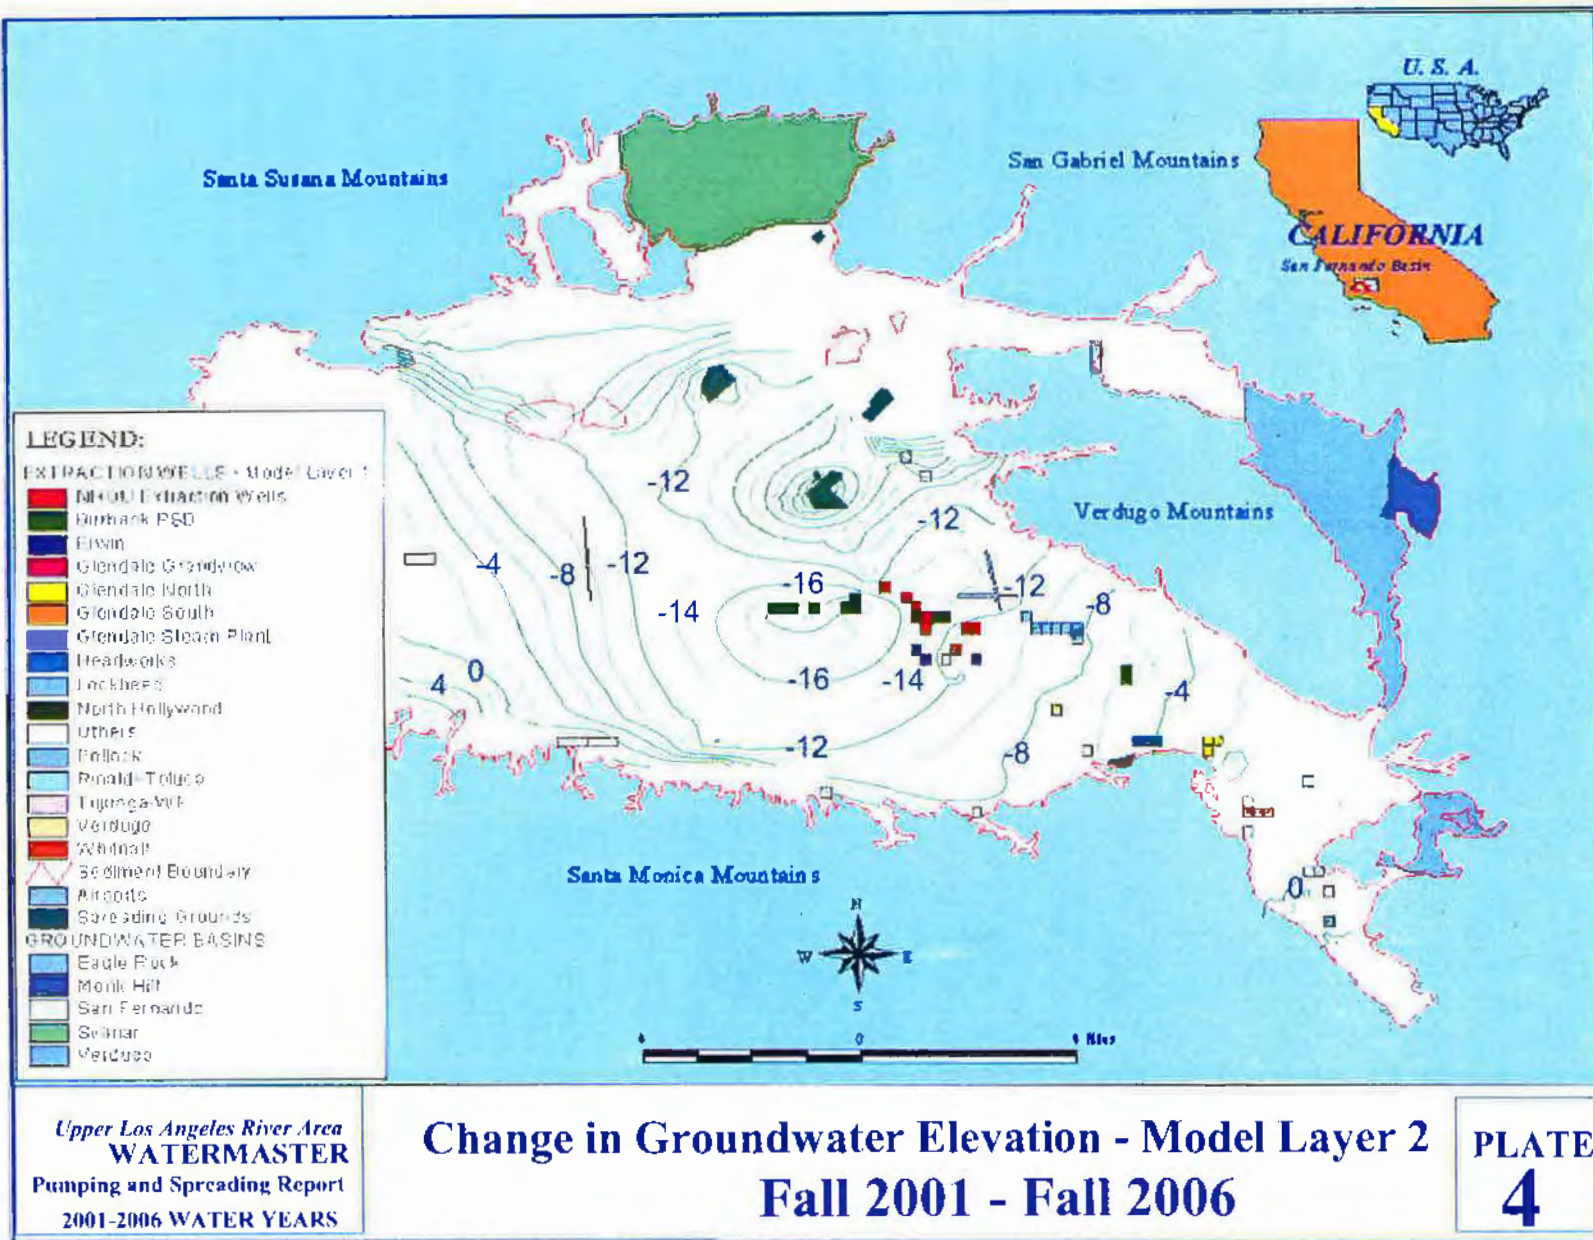 U. S. A.
San Gabriel Mountains
Santa Susana Mountains
CALIFORNIA
San Fernando Basin
LEGEND:
EXTRACTION WELLS - Model Layer
NHOU Extraction Wells
Burbank PSD
Erwin
Glendale Grandview
Glendale North
Glendale South
Glendale Steam Plant
Headworks
Lockheed
North Hollywood
Others
Pollock
Rinaldi-Toluca
Tujunga-WF
Verdugo
Whitnall
Sediment Boundary
Airports
Spreading Grounds
GROUNDWATER BASINS
Eagle Rock
Monk Hill
San Fernando
Sylmar
Verdugo
-12
-12
Verdugo Mountains
-4
-8
-12
-16
-12
-8
-14
0
4
-16
-14
-4
-12
-8
Santa Monica Mountains
0
N
W
E
S
4
0
4 Miles
Upper Los Angeles River Area
WATERMASTER
Pumping and Spreading Report
2001-2006 WATER YEARS
Change in Groundwater Elevation - Model Layer 2
Fall 2001 - Fall 2006
PLATE
4